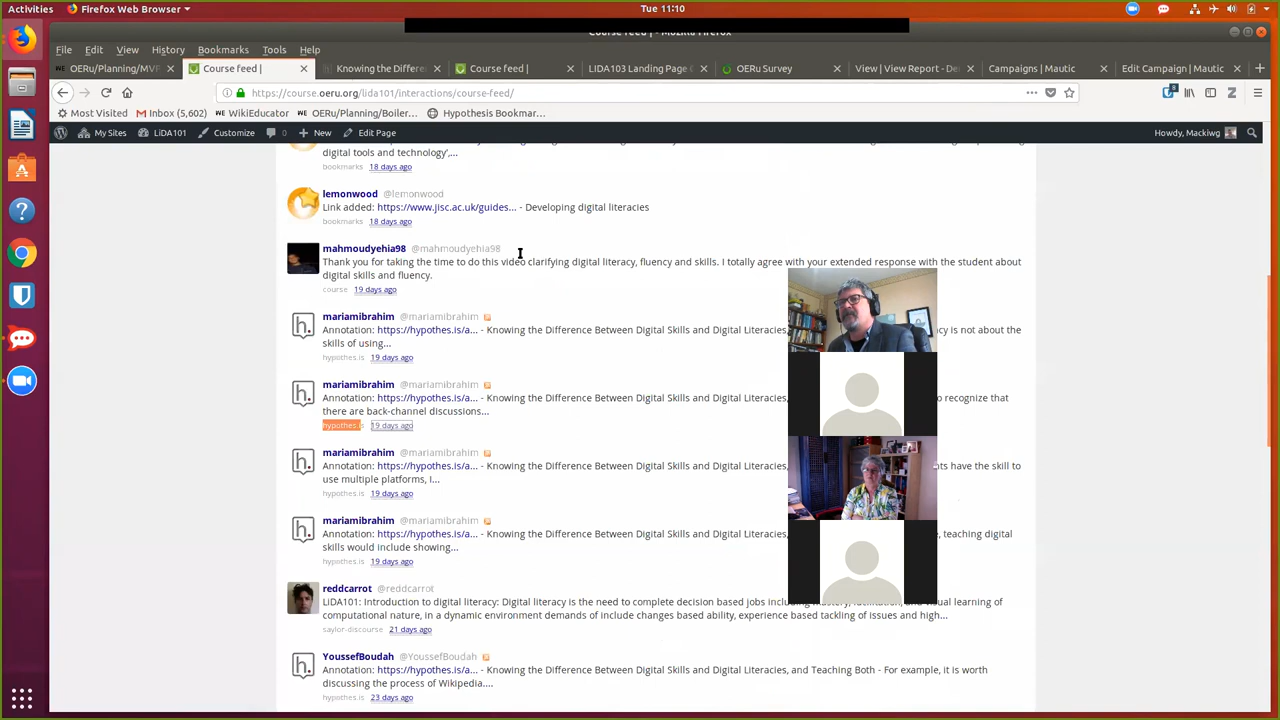 Activities
Firefox Web Browser
Tue 11:10
Course feed | - Mozilla Firefox
File Edit View History Bookmarks Tools Help
OERu/Planning/MVF
Course feed |
Knowing the Differe
Course feed |
LIDA103 Landing Page
OERu Survey
View | View Report - De
Campaigns | Mautic
Edit Campaign | Mautic
https://course.oeru.org/lida101/interactions/course-feed/
Most Visited
Inbox (5,602)
WikiEducator
OERu/Planning/Boiler...
Hypothesis Bookmar...
My Sites
LiDA101
Customize
0
New
Edit Page
Howdy, Mackiwg
digital tools and technology',...
bookmarks 18 days ago
lemonwood @lemonwood
Link added: https://www.jisc.ac.uk/guides... - Developing digital literacies
bookmarks 18 days ago
mahmoudyehia98 @mahmoudyehia98
Thank you for taking the time to do this video clarifying digital literacy, fluency and skills. I totally agree with your extended response with the student about
digital skills and fluency.
course 19 days ago
mariamibrahim @mariamibrahim
Annotation: https://hypothes.is/a... - Knowing the Difference Between Digital Skills and Digital Literacies, acy is not about the
skills of using...
hypothes.is 19 days ago
mariamibrahim @mariamibrahim
Annotation: https://hypothes.is/a... - Knowing the Difference Between Digital Skills and Digital Literacies, o recognize that
there are back-channel discussions...
hypothes.is 19 days ago
mariamibrahim @mariamibrahim
Annotation: https://hypothes.is/a... - Knowing the Difference Between Digital Skills and Digital Literacies, nts have the skill to
use multiple platforms, I...
hypothes.is 19 days ago
mariamibrahim @mariamibrahim
Annotation: https://hypothes.is/a... - Knowing the Difference Between Digital Skills and Digital Literacies, e, teaching digital
skills would include showing...
hypothes.is 19 days ago
reddcarrot @reddcarrot
LiDA101: Introduction to digital literacy: Digital literacy is the need to complete decision based jobs including mastery, facilitation, and visual learning of
computational nature, in a dynamic environment demands of include changes based ability, experience based tackling of issues and high...
saylor-discourse 21 days ago
YoussefBoudah @YoussefBoudah
Annotation: https://hypothes.is/a... - Knowing the Difference Between Digital Skills and Digital Literacies, and Teaching Both - For example, it is worth
discussing the process of Wikipedia....
hypothes.is 23 days ago